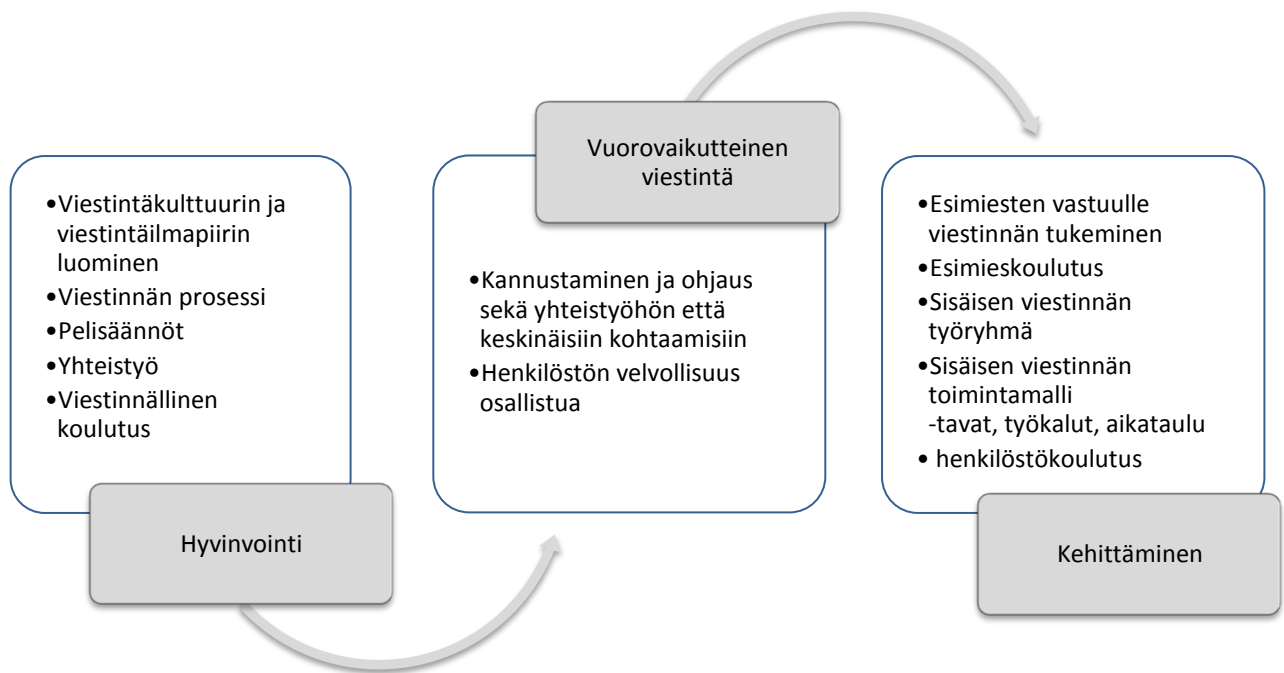 •Viestintäkulttuurin ja
viestintäilmapiirin
luominen
•Viestinnän prosessi
•Pelisäännöt
•Yhteistyö
•Viestinnällinen
koulutus
Hyvinvointi
Vuorovaikutteinen
viestintä
•Kannustaminen ja ohjaus
sekä yhteistyöhön että
keskinäisiin kohtaamisiin
•Henkilöstön velvollisuus
osallistua
•Esimiesten vastuulle
viestinnän tukeminen
•Esimieskoulutus
•Sisäisen viestinnän
työryhmä
•Sisäisen viestinnän
toimintamalli
-tavat, työkalut, aikataulu
• henkilöstökoulutus
Kehittäminen